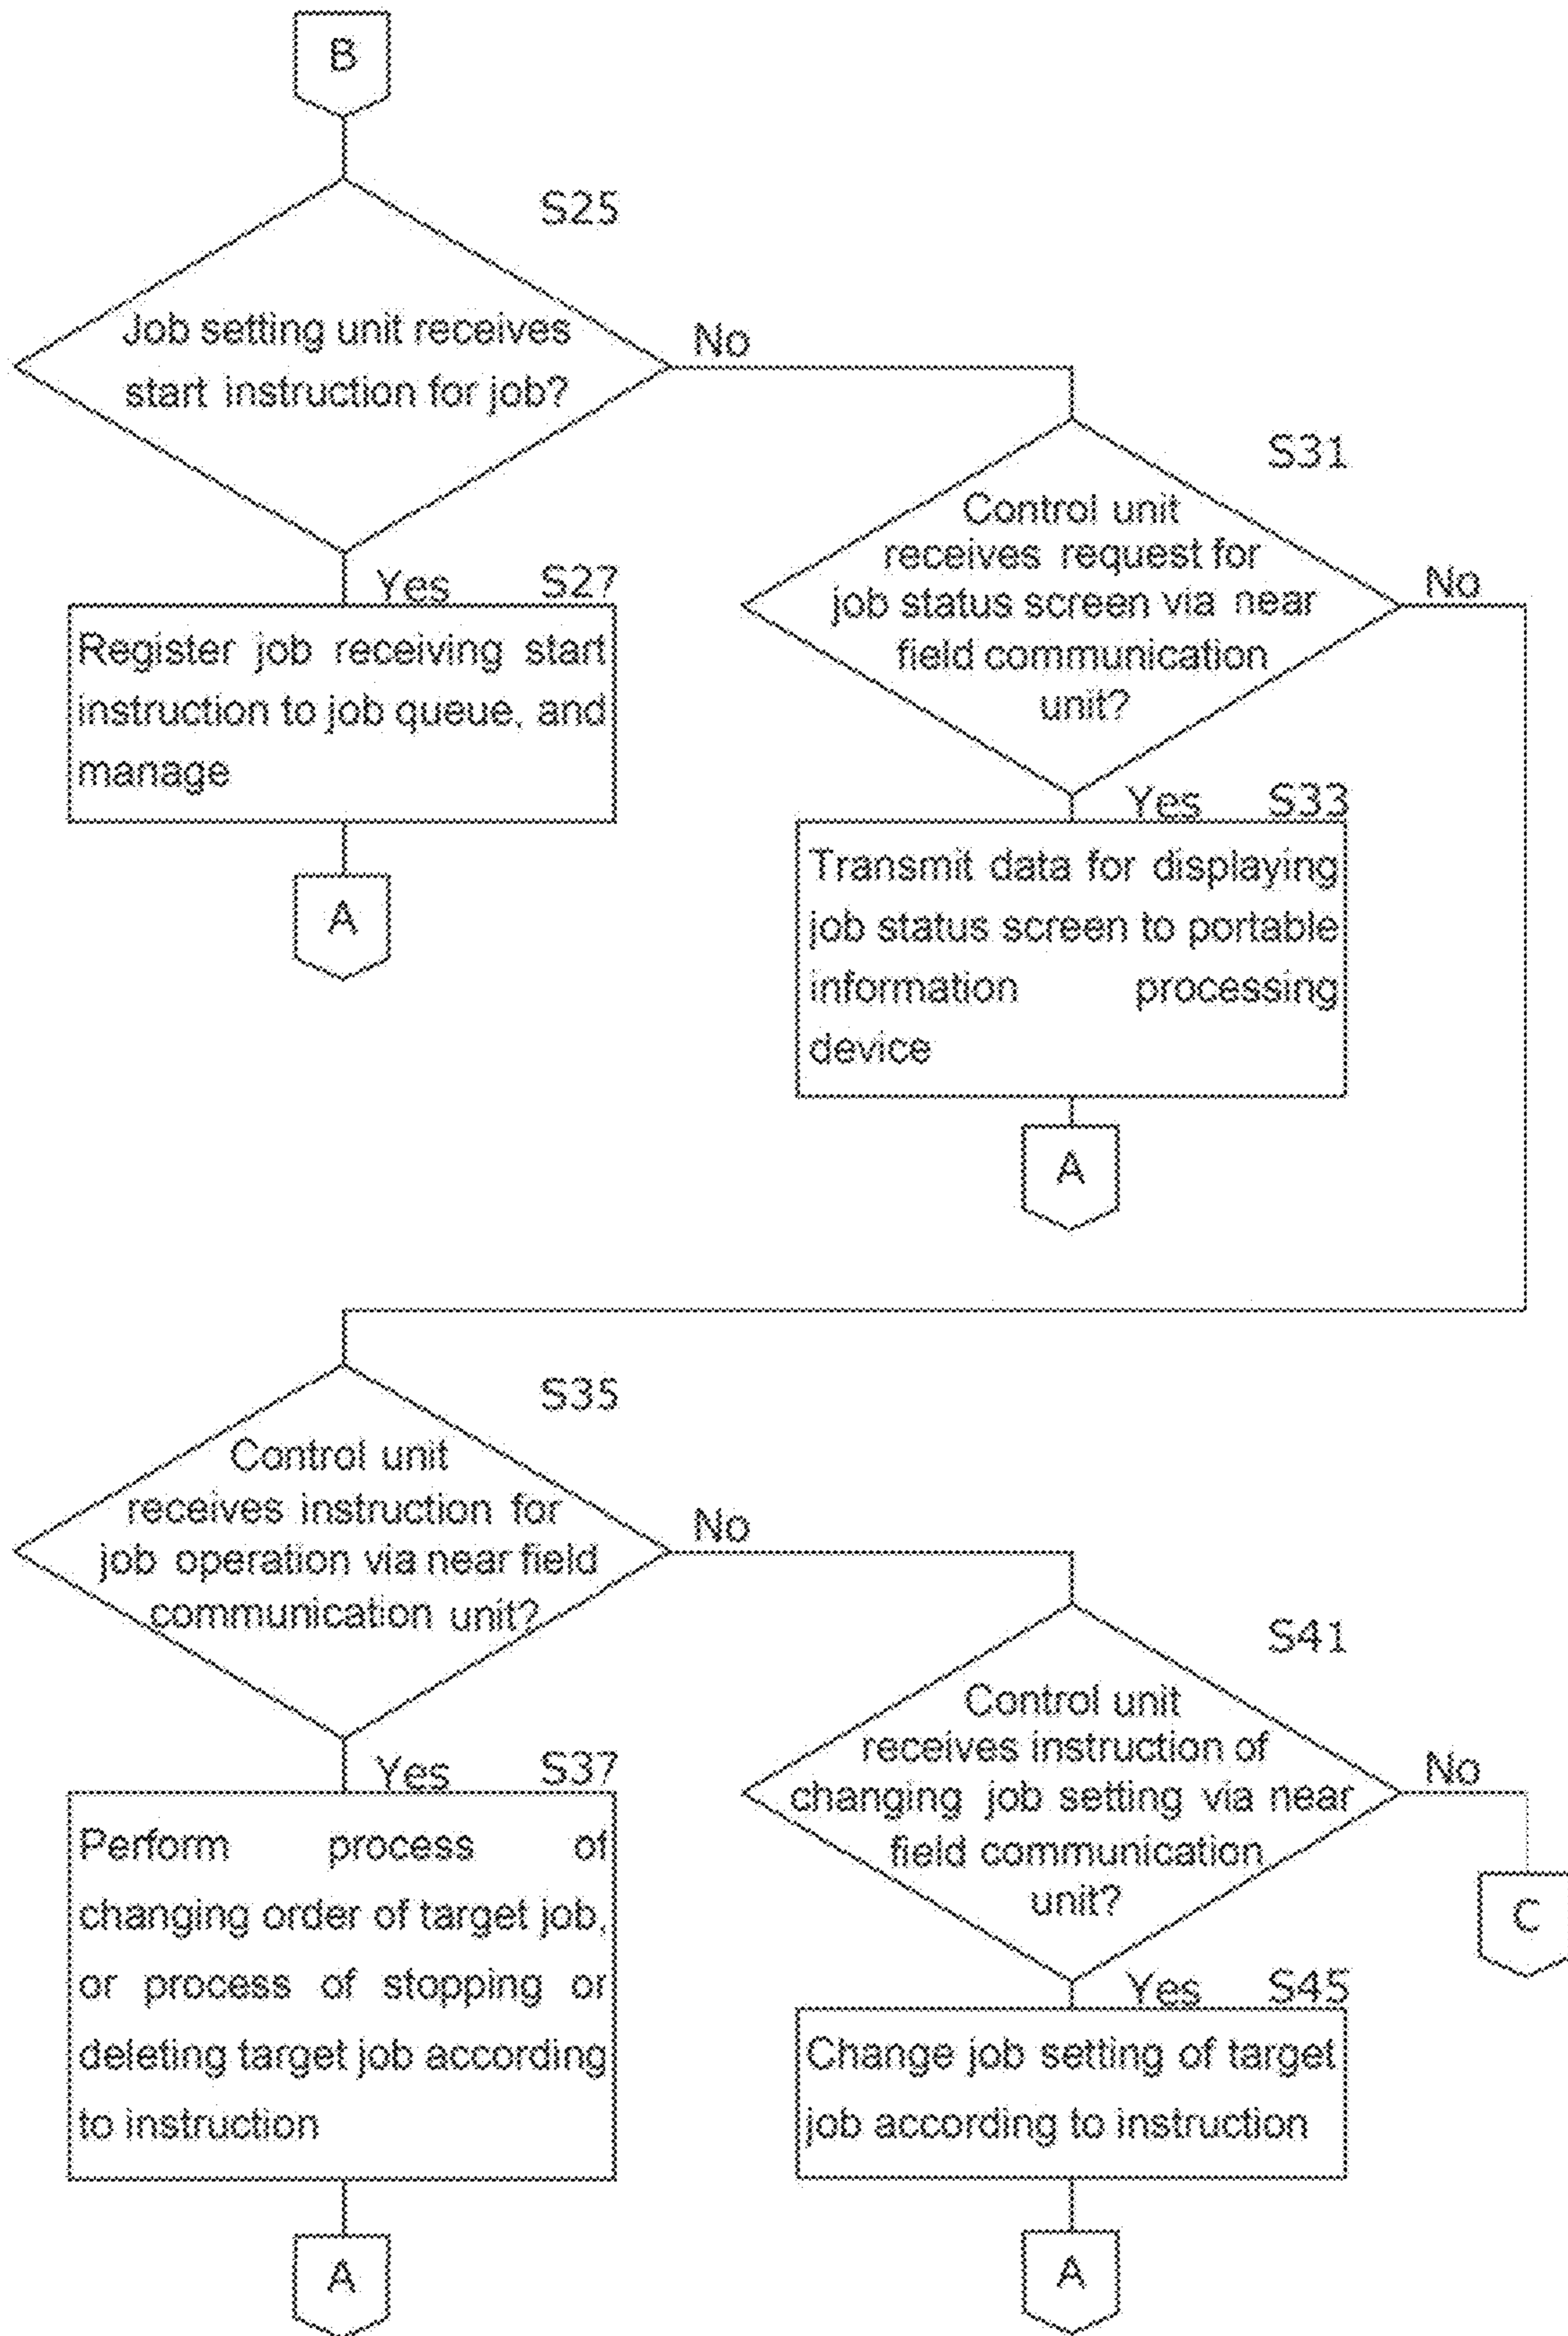 B
S25
Job setting unit receives
start instruction for job?
No
Yes
S27
Register job receiving start
instruction to job queue, and
manage
A
S31
Control unit
receives request for
job status screen via near
field communication
unit?
No
Yes
S33
Transmit data for displaying
job status screen to portable
information processing
device
A
S35
Control unit
receives instruction for
job operation via near field
communication unit?
No
Yes
S37
Perform process of
changing order of target job,
or process of stopping or
deleting target job according
to instruction
A
S41
Control unit
receives instruction of
changing job setting via near
field communication
unit?
No
C
Yes
S45
Change job setting of target
job according to instruction
A